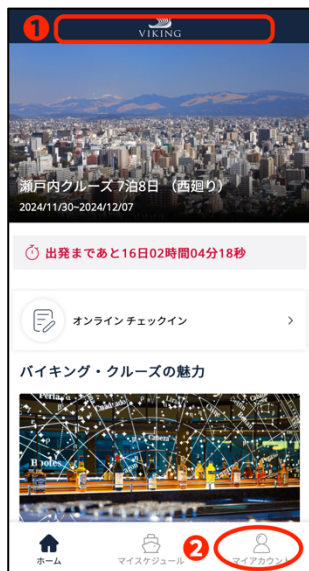 1
VIKING
瀬戸内クルーズ 7泊8日 （西廻り）
2024/11/30~2024/12/07
出発まであと16日02時間04分18秒
オンライン チェックイン
バイキング・クルーズの魅力
ホーム
マイスケジュール
2
マイアカウント